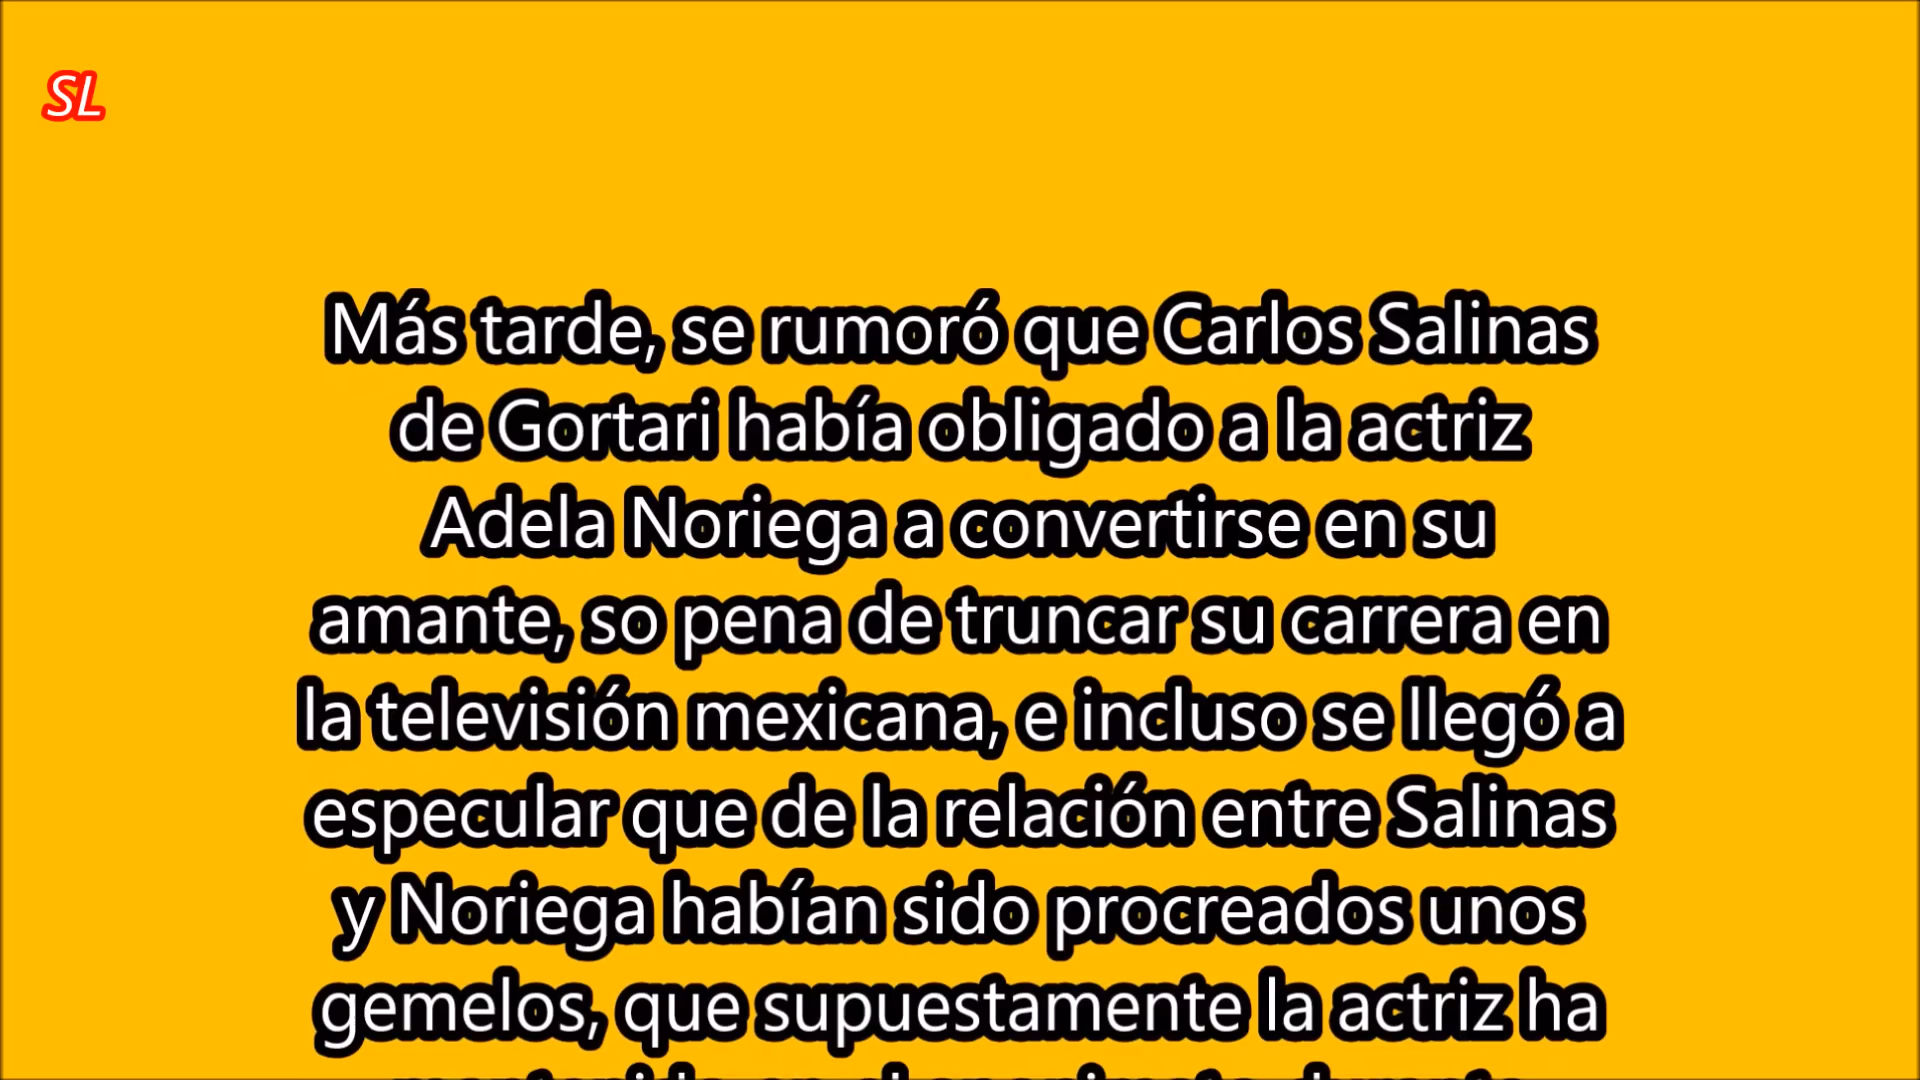 SL
Más tarde, se rumoró que Carlos Salinas
de Gortari había obligado a la actriz
Adela Noriega a convertirse en su
amante, so pena de truncar su carrera en
la televisión mexicana, e incluso se llegó a
especular que de la relación entre Salinas
y Noriega habían sido procreados unos
gemelos, que supuestamente la actriz ha